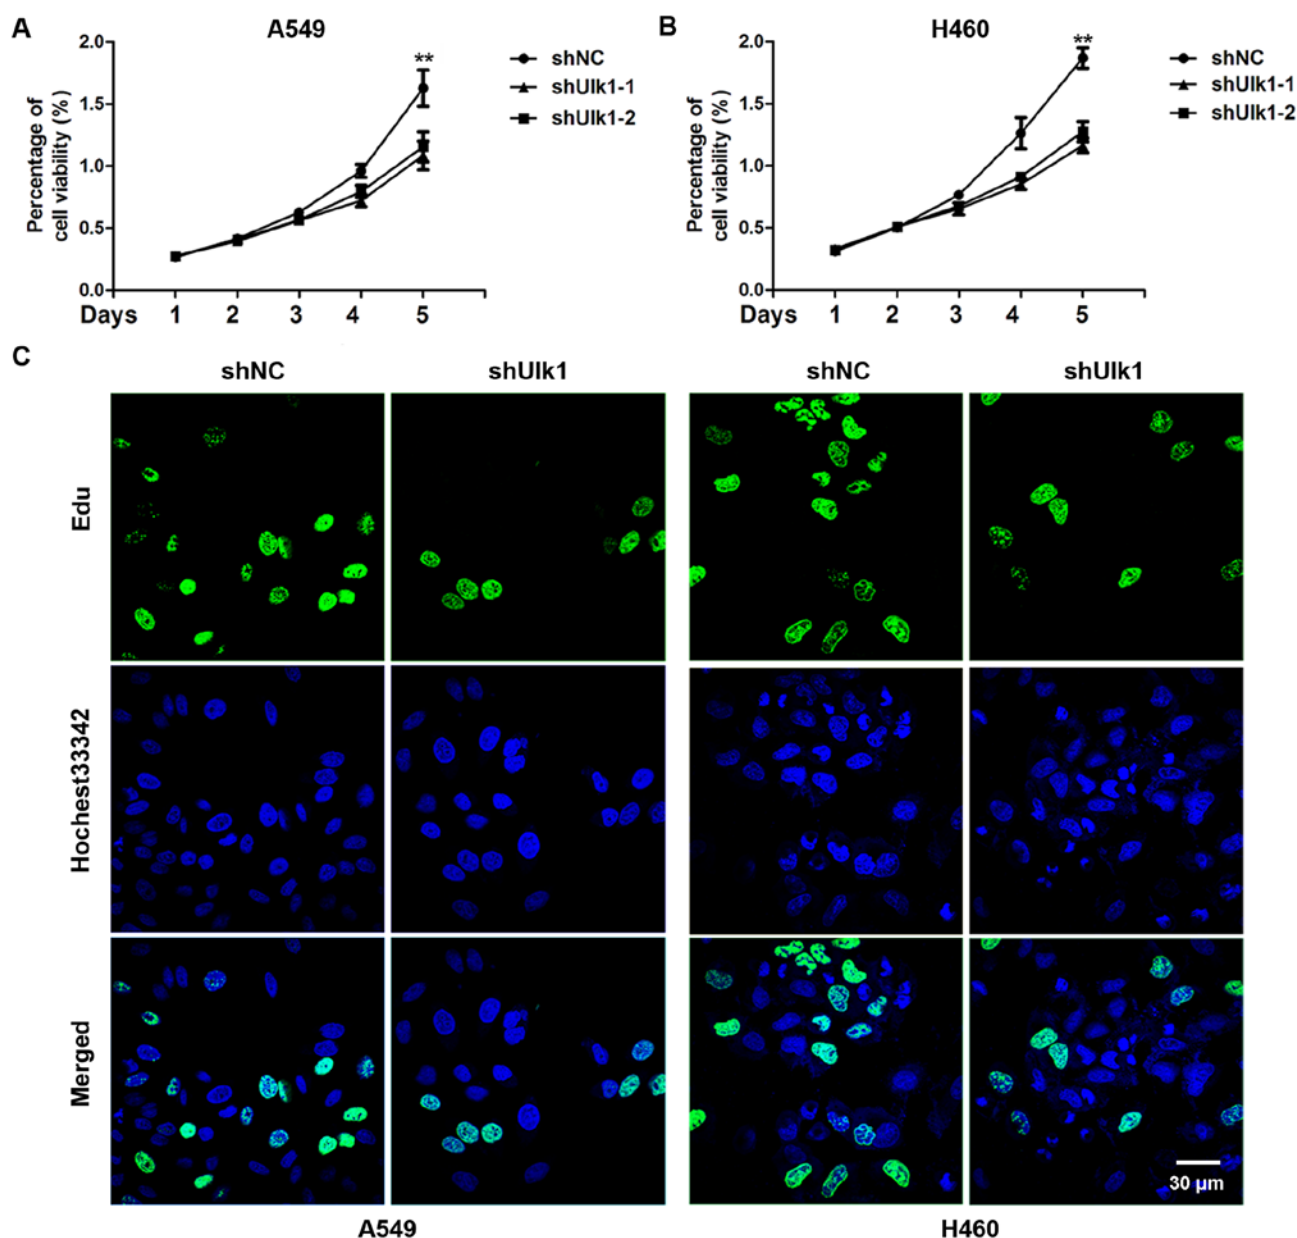 A
A549
Percentage of
cell viability (%)
2.0
1.5
1.0
0.5
0.0
**
shNC
shUlk1-1
shUlk1-2
Days 1 2 3 4 5
B
H460
Percentage of
cell viability (%)
2.0
1.5
1.0
0.5
0.0
**
shNC
shUlk1-1
shUlk1-2
Days 1 2 3 4 5
C
shNC shUlk1 shNC shUlk1
Edu
Hochest33342
Merged
30 µm
A549 H460